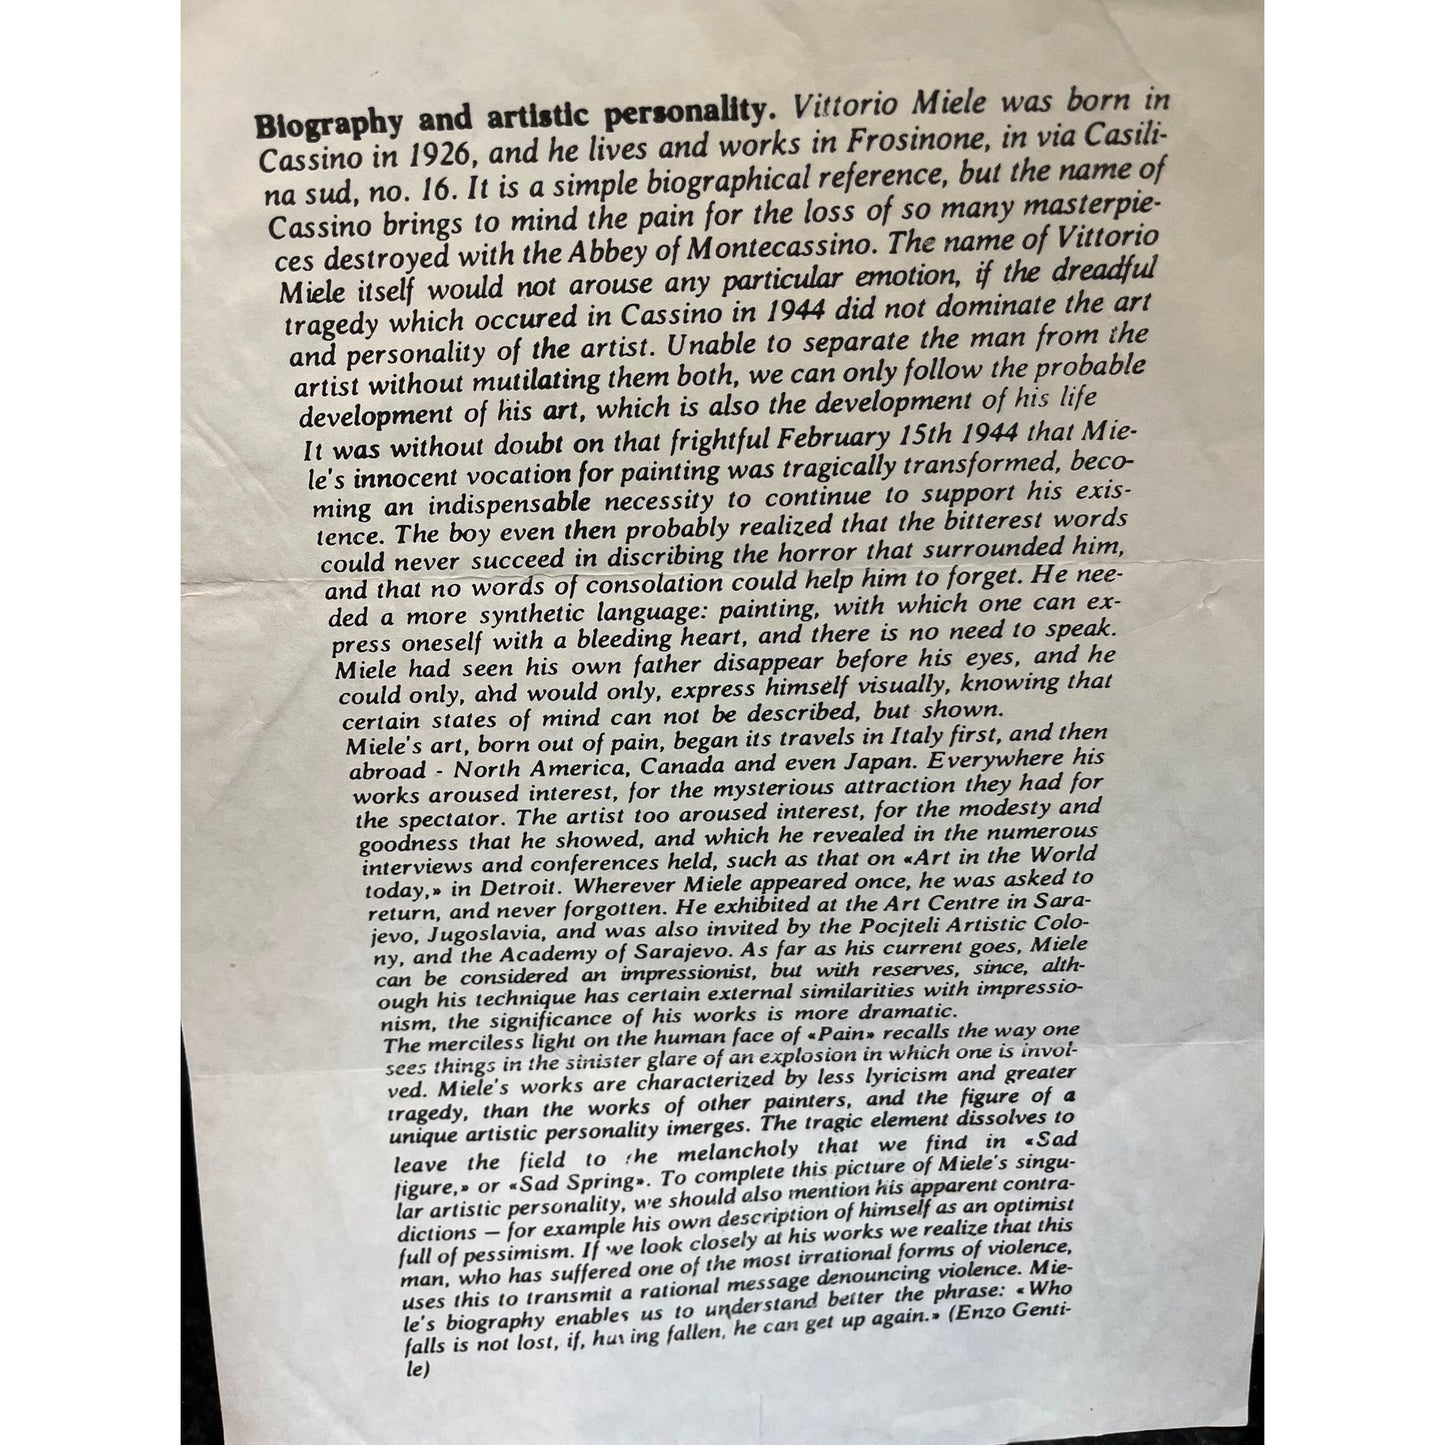 Biography and artistic personality. Vittorio Miele was born in
Cassino in 1926, and he lives and works in Frosinone, in via Casili-
na sud, no. 16. It is a simple biographical reference, but the name of
Cassino brings to mind the pain for the loss of so many masterpie-
ces destroyed with the Abbey of Montecassino. The name of Vittorio
Miele itself would not arouse any particular emotion, if the dreadful
tragedy which occured in Cassino in 1944 did not dominate the art
and personality of the artist. Unable to separate the man from the
artist without mutilating them both, we can only follow the probable
development of his art, which is also the development of his life
It was without doubt on that frightful February 15th 1944 that Mie-
le's innocent vocation for painting was tragically transformed, beco-
ming an indispensable necessity to continue to support his exis-
tence. The boy even then probably realized that the bitterest words
could never succeed in discribing the horror that surrounded him,
and that no words of consolation could help him to forget. He nee-
ded a more synthetic language: painting, with which one can ex-
press oneself with a bleeding heart, and there is no need to speak.
Miele had seen his own father disappear before his eyes, and he
could only, and would only, express himself visually, knowing that
certain states of mind can not be described, but shown.
Miele's art, born out of pain, began its travels in Italy first, and then
abroad - North America, Canada and even Japan. Everywhere his
works aroused interest, for the mysterious attraction they had for
the spectator. The artist too aroused interest, for the modesty and
goodness that he showed, and which he revealed in the numerous
interviews and conferences held, such as that on «Art in the World
today,» in Detroit. Wherever Miele appeared once, he was asked to
return, and never forgotten. He exhibited at the Art Centre in Sara-
jevo, Jugoslavia, and was also invited by the Pocjteli Artistic Colo-
ny, and the Academy of Sarajevo. As far as his current goes, Miele
can be considered an impressionist, but with reserves, since, alth-
ough his technique has certain external similarities with impressio-
nism, the significance of his works is more dramatic.
The merciless light on the human face of «Pain» recalls the way one
sees things in the sinister glare of an explosion in which one is invol-
ved. Miele's works are characterized by less lyricism and greater
tragedy, than the works of other painters, and the figure of a
unique artistic personality imerges. The tragic element dissolves to
leave the field to the melancholy that we find in «Sad
figure,» or «Sad Spring». To complete this picture of Miele's singu-
lar artistic personality, we should also mention his apparent contra-
dictions — for example his own description of himself as an optimist
full of pessimism. If we look closely at his works we realize that this
man, who has suffered one of the most irrational forms of violence,
uses this to transmit a rational message denouncing violence. Mie-
le's biography enables us to understand better the phrase: «Who
falls is not lost, if, having fallen, he can get up again.» (Enzo Genti-
le)